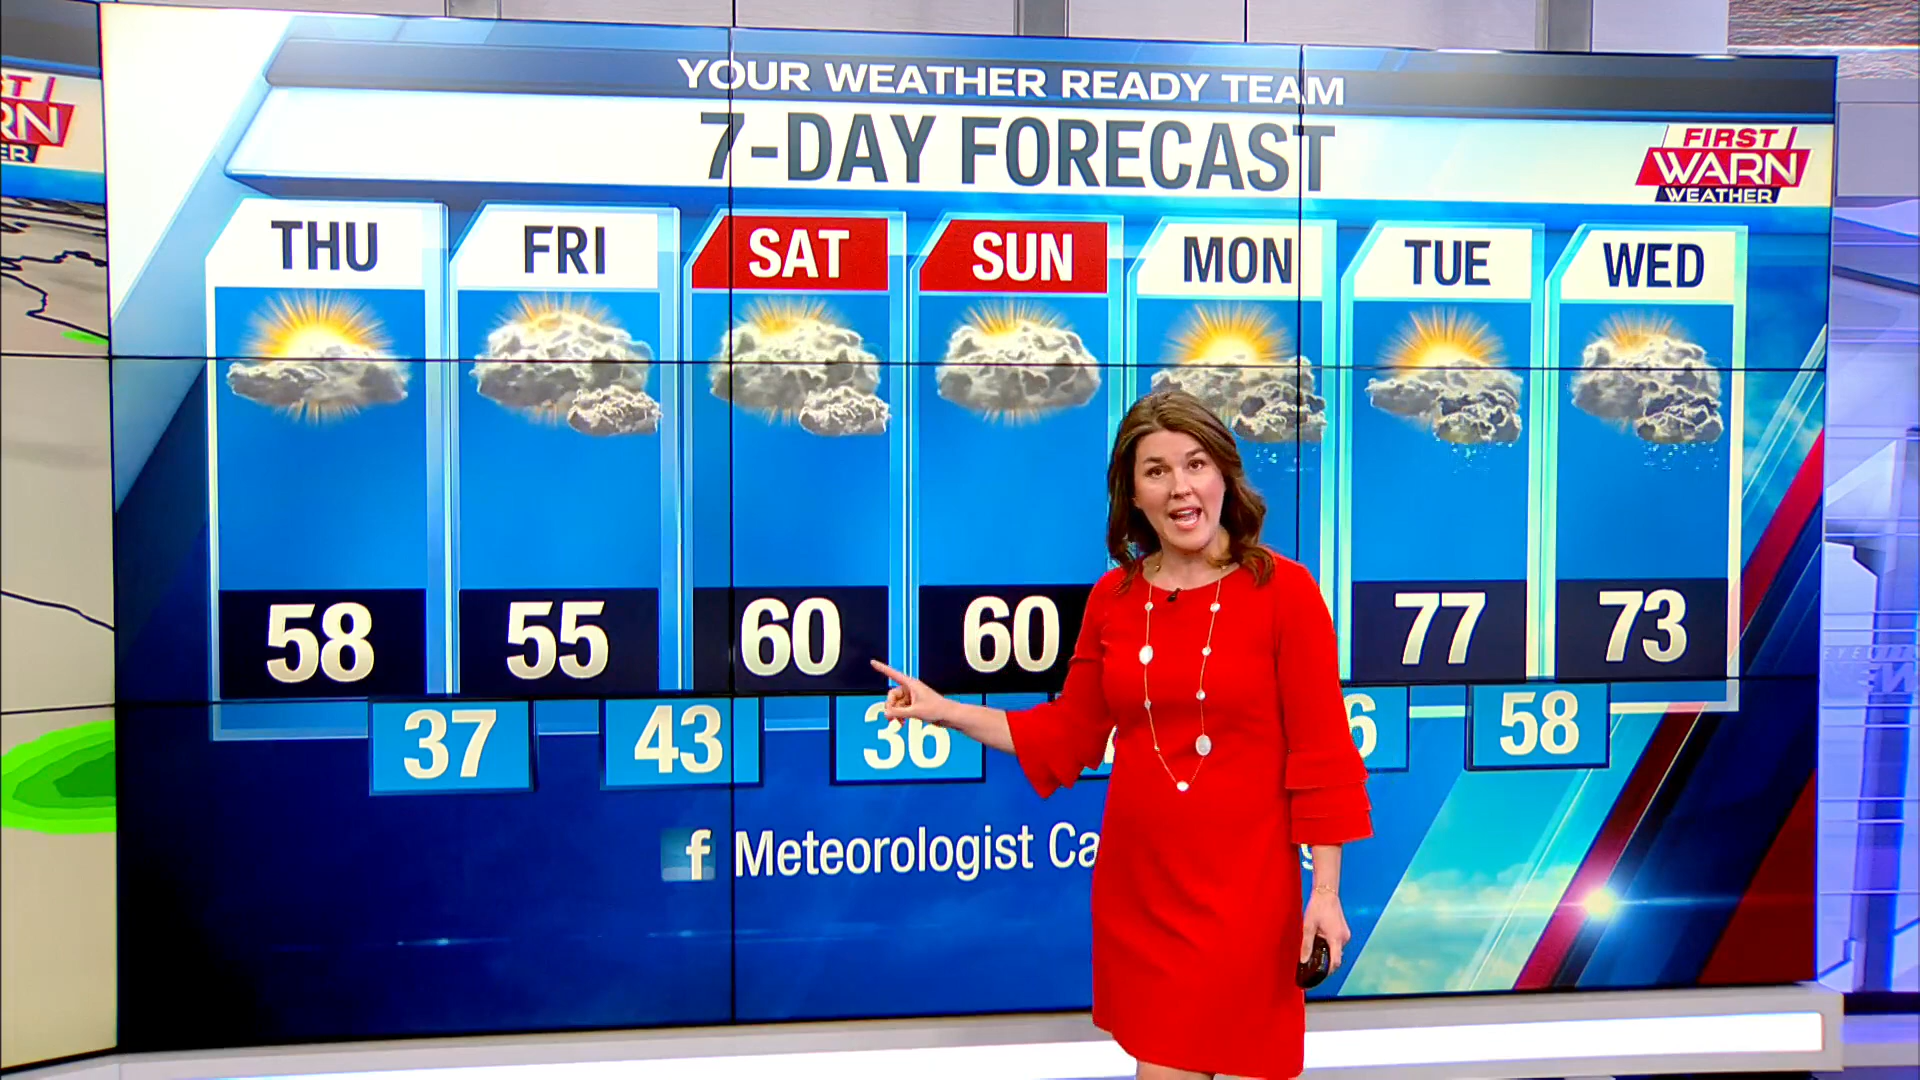 YOUR WEATHER READY TEAM
7-DAY FORECAST
FIRST
WARN
WEATHER
THU FRI SAT SUN MON TUE WED
58 55 60 60 77 73
37 43 36 58
Meteorologist